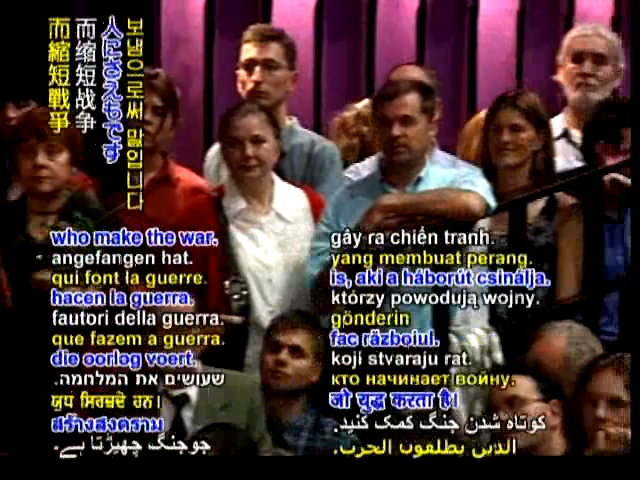 而縮短戰爭
而缩短战争
人にさえもです
보냄으로써 말입니다
who make the war.
angefangen hat.
qui font la guerre.
hacen la guerra.
fautori della guerra.
que fazem a guerra.
die oorlog voert.
שעושים את המלחמה.
ਯੁਧ ਸਿਰਜਦੇ ਹਨ।
สร้างสงคราม
جو جنگ چھیڑتا ہے۔
gây ra chiến tranh.
yang membuat perang.
is, aki a háborút csinálja.
którzy powodują wojny.
gönderin
fac războiui.
koji stvaraju rat.
кто начинает войну.
जो युद्ध करता है।
کوتاه شدن جنگ کمک کنید.
الذين يطلقون الحرب.